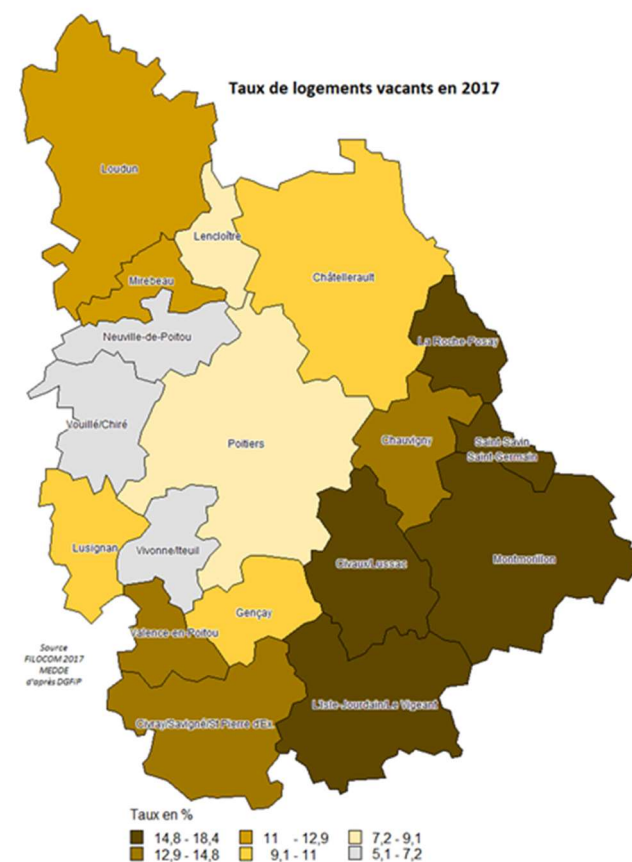 Taux de logements vacants en 2017
Loudun
Lencloître
Mirebeau
Châtellerault
Neuville-de-Poitou
La Roche-Posay
Vouillé/Chiré
Poitiers
Chauvigny
Saint-Savin
Saint-Germain
Lusignan
Vivonne/Iteuil
Civaux/Lussac
Montmorillon
Gençay
Valence-en-Poitou
Source
FILOCOM 2017
MEDDE
d'après DGFiP
L'Isle-Jourdain/Le Vigeant
Civray/Savigné/St Pierre d'Ex.
Taux en %
14,8 - 18,4 11 - 12,9 7,2 - 9,1
12,9 - 14,8 9,1 - 11 5,1 - 7,2